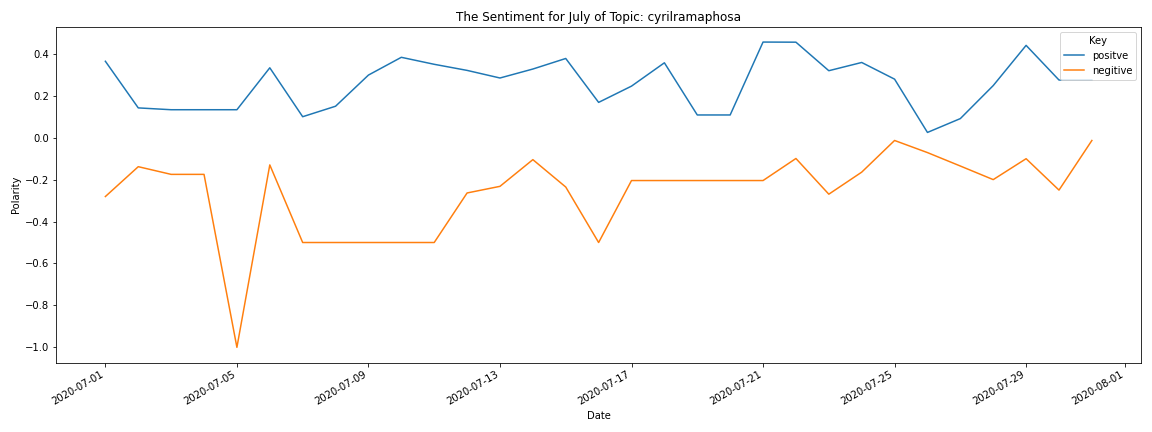 The Sentiment for July of Topic: cyrilramaphosa
Key
positve
negitive
0.4
0.2
0.0
−0.2
−0.4
−0.6
−0.8
−1.0
Polarity
2020-07-01
2020-07-05
2020-07-09
2020-07-13
2020-07-17
2020-07-21
2020-07-25
2020-07-29
2020-08-01
Date